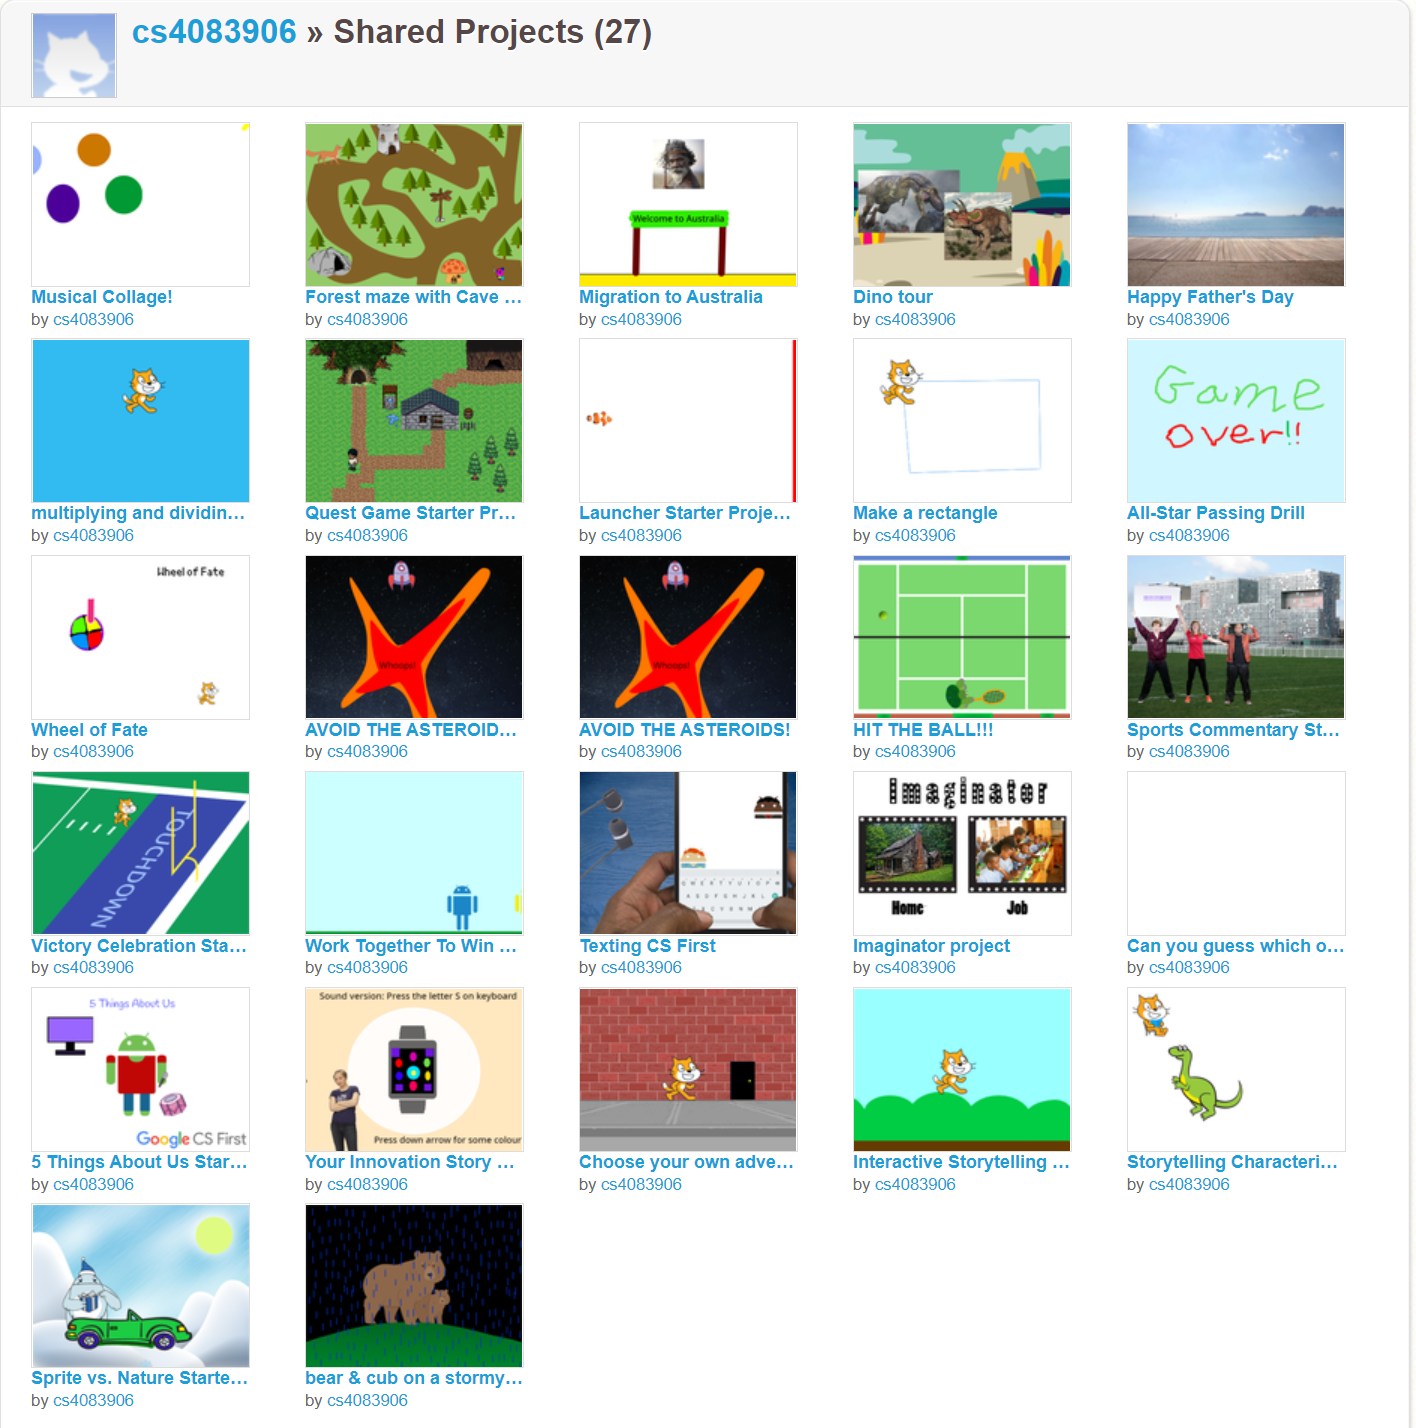 cs4083906 » Shared Projects (27)
Welcome to Australia
Musical Collage!
Forest maze with Cave ...
Migration to Australia
Dino tour
Happy Father's Day
by cs4083906
by cs4083906
by cs4083906
by cs4083906
by cs4083906
Game
over!!
multiplying and dividin...
Quest Game Starter Pr...
Launcher Starter Proje...
Make a rectangle
All-Star Passing Drill
by cs4083906
by cs4083906
by cs4083906
by cs4083906
by cs4083906
Wheel of Fate
Whoops!
Whoops!
Wheel of Fate
AVOID THE ASTEROID...
AVOID THE ASTEROIDS!
HIT THE BALL!!!
Sports Commentary St...
by cs4083906
by cs4083906
by cs4083906
by cs4083906
by cs4083906
TOUCHDOWN
Imaginator
Home
Job
Victory Celebration Sta...
Work Together To Win ...
Texting CS First
Imaginator project
Can you guess which o...
by cs4083906
by cs4083906
by cs4083906
by cs4083906
by cs4083906
5 Things About Us
Google CS First
Sound version: Press the letter S on keyboard
Press down arrow for some colour
5 Things About Us Star...
Your Innovation Story ...
Choose your own adve...
Interactive Storytelling ...
Storytelling Characteri...
by cs4083906
by cs4083906
by cs4083906
by cs4083906
by cs4083906
Sprite vs. Nature Starte...
bear & cub on a stormy...
by cs4083906
by cs4083906